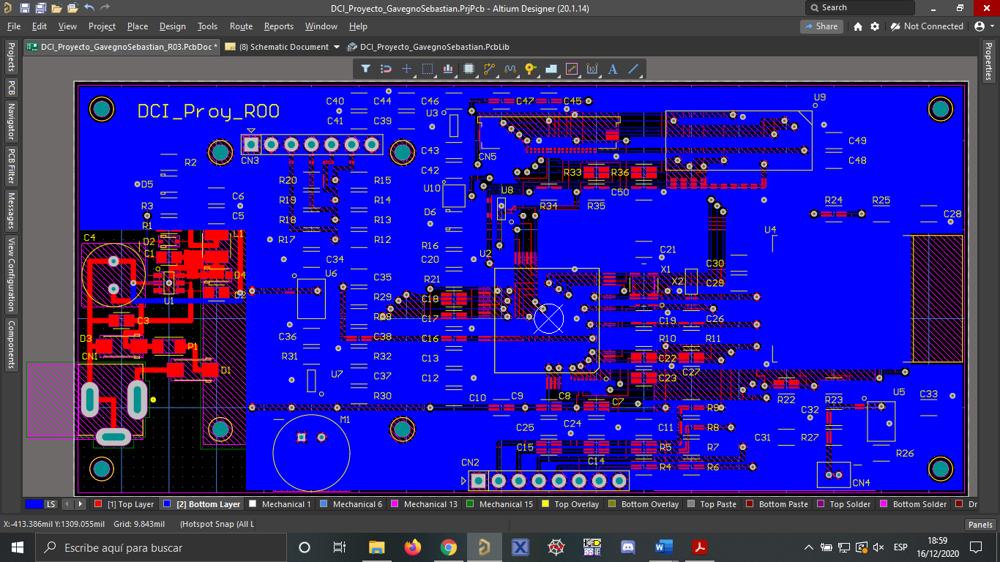 DCI_Proyecto_GavegnoSebastian.PrjPcb - Altium Designer (20.1.14)
Search
File Edit View Project Place Design Tools Route Reports Window Help
Share
Not Connected
DCI_Proyecto_GavegnoSebastian_R03.PcbDoc * (8) Schematic Document DCI_Proyecto_GavegnoSebastian.PcbLib
Projects
PCB
Navigator
PCB Filter
Messages
View Configuration
Components
Properties
DCI_Proy_R00
C40 C44 C46 C47 C45 U9
C41 C39 U3
CN3 C43 CN5 C49
R2 C42 C48
D5 R20 R15 U10 R33 R36
C6 R19 R14 U8 C50
R3 C5 R18 R13 D6 R34 R35 R24 R25 C28
R1 L1 R17 R12 R16 U4
C4 D2 C1 C34 C20 U2 C21 C30
D4 U6 C35 R21 X1 X2 C29
U1 R29 C18
C3 C17 C19 C26
D3 P1 C36 C38 C16 R10 R11
CN1 R31 R32 C13 C22
D1 U7 C37 C12 C23 C27
R30 C10 C9 C8 C7 R9 R22 R23 U5 C33
M1 C25 C24 C11 R8 C32
C15 R5 R7 C31 R27
CN2 C14 R4 R6 R26
CN4
LS [1] Top Layer [2] Bottom Layer Mechanical 1 Mechanical 6 Mechanical 13 Mechanical 15 Top Overlay Bottom Overlay Top Paste Bottom Paste Top Solder Bottom Solder Dr
X:-413.386mil Y:1309.055mil Grid: 9.843mil (Hotspot Snap (All L
Panels
Escribe aquí para buscar
ESP
18:59
16/12/2020